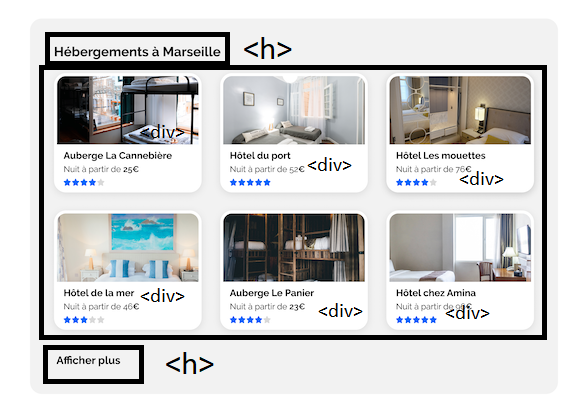 Hébergements à Marseille <h>
<div>
Auberge La Cannebière
Nuit à partir de 25€
Hôtel du port
Nuit à partir de 52€
<div>
Hôtel Les mouettes
Nuit à partir de 76€
<div>
Hôtel de la mer
Nuit à partir de 46€
<div>
Auberge Le Panier
Nuit à partir de 23€
<div>
Hôtel chez Amina
Nuit à partir de
<div>
Afficher plus <h>